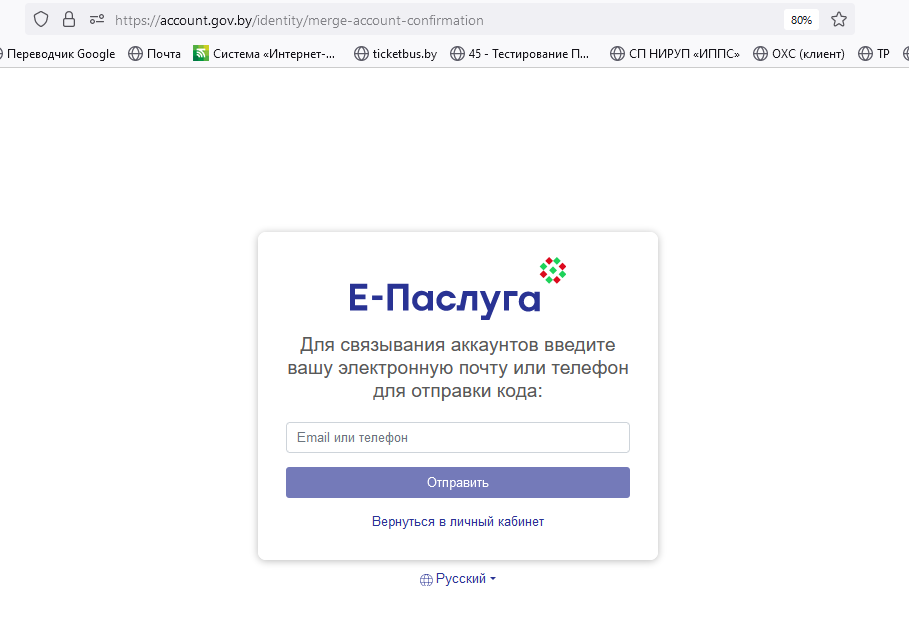 https://account.gov.by/identity/merge-account-confirmation 80%
Переводчик Google Почта Система «Интернет-... ticketbus.by 45 - Тестирование П... СП НИРУП «ИППС» ОХС (клиент) ТР
Е-Паслуга
Для связывания аккаунтов введите
вашу электронную почту или телефон
для отправки кода:
Email или телефон
Отправить
Вернуться в личный кабинет
Русский